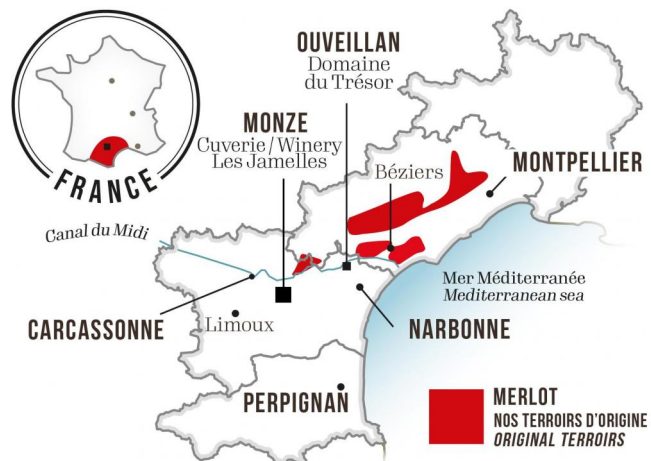 OUVEILLAN
Domaine
du Trésor
MONZE
Cuverie / Winery
Les Jamelles
FRANCE
Béziers
MONTPELLIER
Canal du Midi
Mer Méditerranée
Mediterranean sea
CARCASSONNE
Limoux
NARBONNE
PERPIGNAN
MERLOT
NOS TERROIRS D'ORIGINE
ORIGINAL TERROIRS